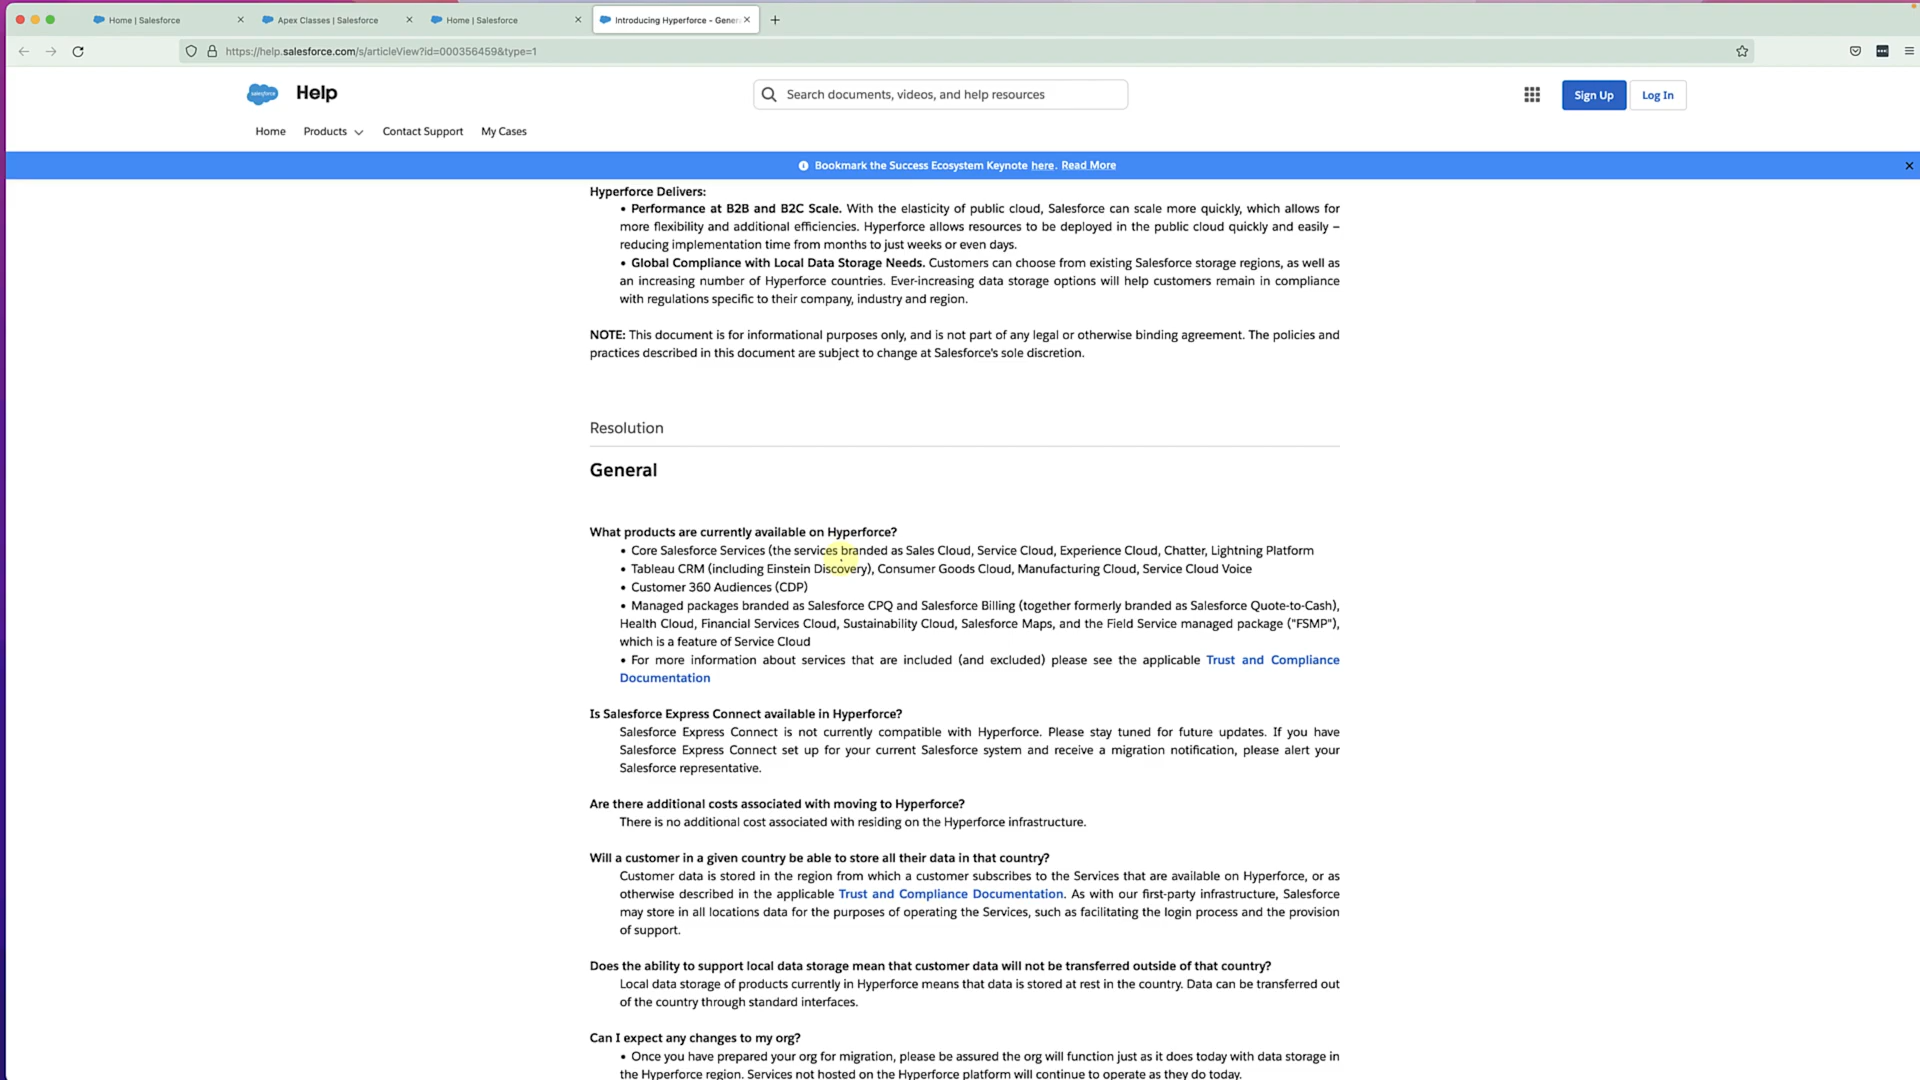 Home | Salesforce
Apex Classes | Salesforce
Home | Salesforce
Introducing Hyperforce - Gener
https://help.salesforce.com/s/articleView?id=000356459&type=1
salesforce
Help
Search documents, videos, and help resources
Sign Up
Log In
Home
Products
Contact Support
My Cases
Bookmark the Success Ecosystem Keynote here. Read More
Hyperforce Delivers:
• Performance at B2B and B2C Scale. With the elasticity of public cloud, Salesforce can scale more quickly, which allows for
more flexibility and additional efficiencies. Hyperforce allows resources to be deployed in the public cloud quickly and easily –
reducing implementation time from months to just weeks or even days.
• Global Compliance with Local Data Storage Needs. Customers can choose from existing Salesforce storage regions, as well as
an increasing number of Hyperforce countries. Ever-increasing data storage options will help customers remain in compliance
with regulations specific to their company, industry and region.
NOTE: This document is for informational purposes only, and is not part of any legal or otherwise binding agreement. The policies and
practices described in this document are subject to change at Salesforce's sole discretion.
Resolution
General
What products are currently available on Hyperforce?
• Core Salesforce Services (the services branded as Sales Cloud, Service Cloud, Experience Cloud, Chatter, Lightning Platform
• Tableau CRM (including Einstein Discovery), Consumer Goods Cloud, Manufacturing Cloud, Service Cloud Voice
• Customer 360 Audiences (CDP)
• Managed packages branded as Salesforce CPQ and Salesforce Billing (together formerly branded as Salesforce Quote-to-Cash),
Health Cloud, Financial Services Cloud, Sustainability Cloud, Salesforce Maps, and the Field Service managed package ("FSMP"),
which is a feature of Service Cloud
• For more information about services that are included (and excluded) please see the applicable Trust and Compliance
Documentation
Is Salesforce Express Connect available in Hyperforce?
Salesforce Express Connect is not currently compatible with Hyperforce. Please stay tuned for future updates. If you have
Salesforce Express Connect set up for your current Salesforce system and receive a migration notification, please alert your
Salesforce representative.
Are there additional costs associated with moving to Hyperforce?
There is no additional cost associated with residing on the Hyperforce infrastructure.
Will a customer in a given country be able to store all their data in that country?
Customer data is stored in the region from which a customer subscribes to the Services that are available on Hyperforce, or as
otherwise described in the applicable Trust and Compliance Documentation. As with our first-party infrastructure, Salesforce
may store in all locations data for the purposes of operating the Services, such as facilitating the login process and the provision
of support.
Does the ability to support local data storage mean that customer data will not be transferred outside of that country?
Local data storage of products currently in Hyperforce means that data is stored at rest in the country. Data can be transferred out
of the country through standard interfaces.
Can I expect any changes to my org?
• Once you have prepared your org for migration, please be assured the org will function just as it does today with data storage in
the Hyperforce region. Services not hosted on the Hyperforce platform will continue to operate as they do today.